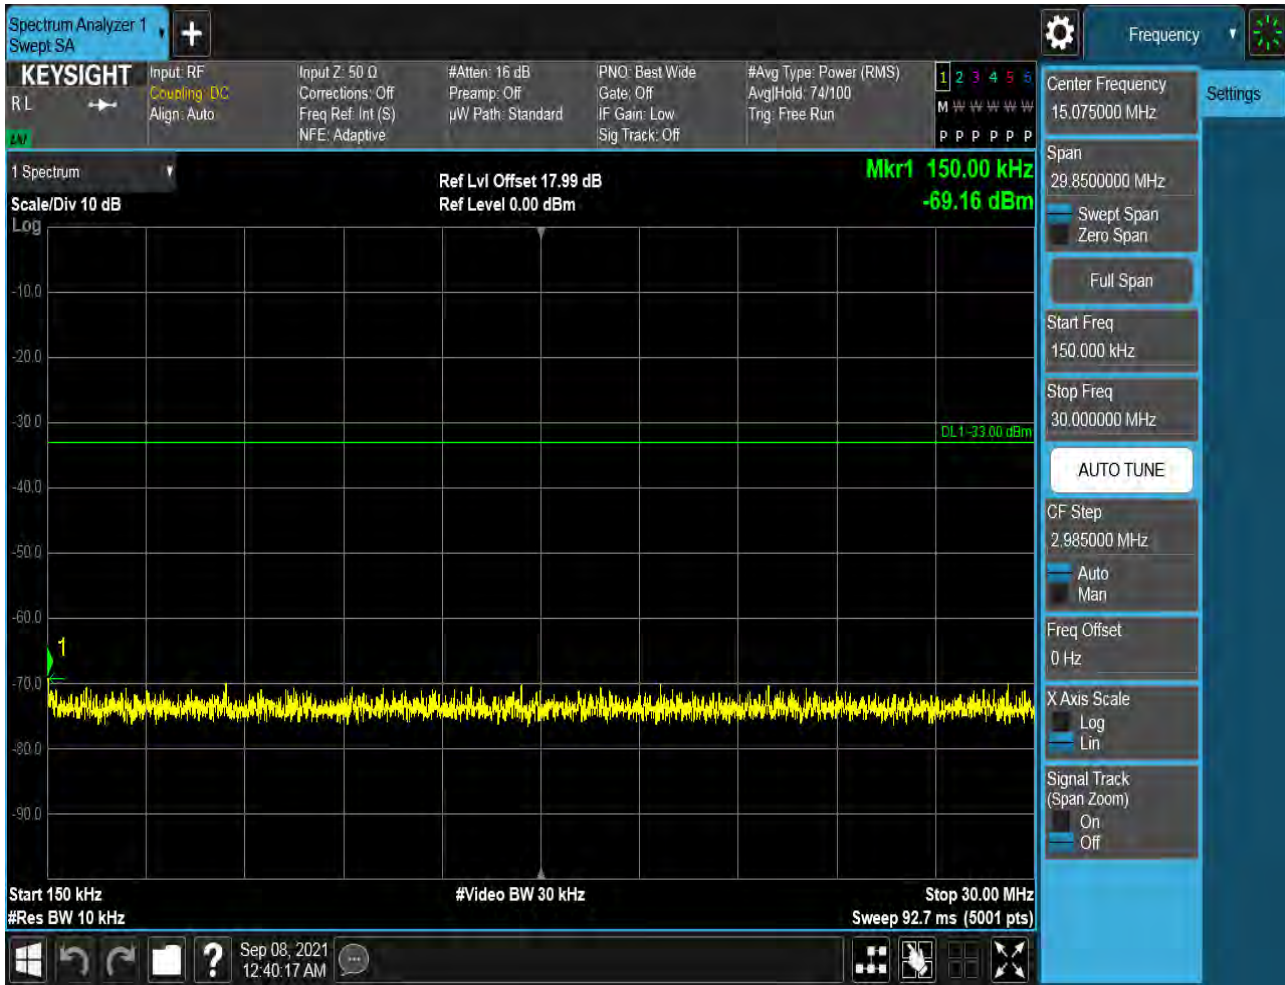 Spectrum Analyzer 1
Swept SA
Frequency
KEYSIGHT
R L
LNI
Input: RF
Coupling: DC
Align: Auto
Input Z: 50 Ω
Corrections: Off
Freq Ref: Int (S)
NFE: Adaptive
#Atten: 16 dB
Preamp: Off
µW Path: Standard
PNO: Best Wide
Gate: Off
IF Gain: Low
Sig Track: Off
#Avg Type: Power (RMS)
Avg|Hold: 74/100
Trig: Free Run
1 2 3 4 5 6
M W W W W W
P P P P P P
1 Spectrum
Scale/Div 10 dB
Log
Ref Lvl Offset 17.99 dB
Ref Level 0.00 dBm
Mkr1 150.00 kHz
-69.16 dBm
-10.0
-20.0
-30.0
DL1 -33.00 dBm
-40.0
-50.0
-60.0
1
-70.0
-80.0
-90.0
Start 150 kHz
#Video BW 30 kHz
Stop 30.00 MHz
#Res BW 10 kHz
Sweep 92.7 ms (5001 pts)
Sep 08, 2021
12:40:17 AM
Center Frequency
15.075000 MHz
Settings
Span
29.8500000 MHz
Swept Span
Zero Span
Full Span
Start Freq
150.000 kHz
Stop Freq
30.000000 MHz
AUTO TUNE
CF Step
2.985000 MHz
Auto
Man
Freq Offset
0 Hz
X Axis Scale
Log
Lin
Signal Track
(Span Zoom)
On
Off